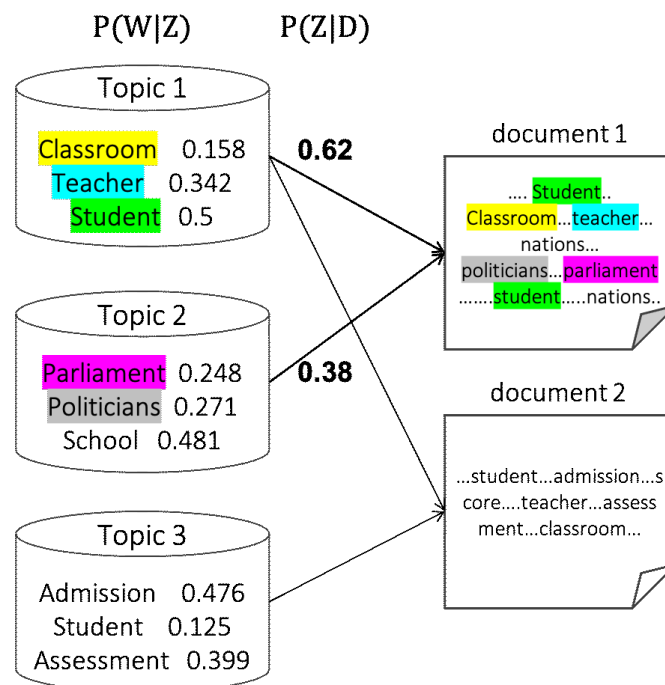 P(W|Z) P(Z|D)
Topic 1
Classroom 0.158
Teacher 0.342
Student 0.5
0.62
Topic 2
Parliament 0.248
Politicians 0.271
School 0.481
0.38
Topic 3
Admission 0.476
Student 0.125
Assessment 0.399
document 1
.... Student..
Classroom...teacher...
nations...
politicians...parliament
.......student.....nations..
document 2
...student...admission...s
core....teacher...assess
ment...classroom...